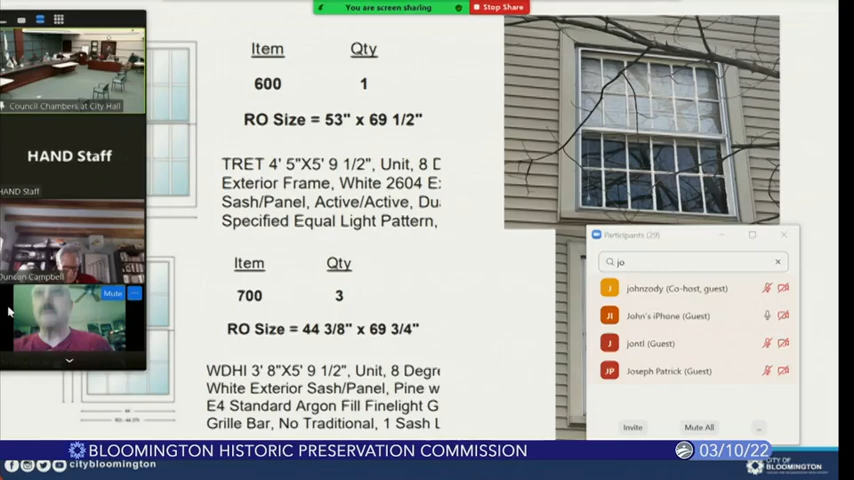 You are screen sharing
Stop Share
Council Chambers at City Hall
HAND Staff
HAND Staff
Duncan Campbell
Mute
Item Qty
600 1
RO Size = 53" x 69 1/2"
TRET 4' 5"X5' 9 1/2", Unit, 8 D
Exterior Frame, White 2604 E
Sash/Panel, Active/Active, Du
Specified Equal Light Pattern,
Item Qty
700 3
RO Size = 44 3/8" x 69 3/4"
WDHI 3' 8"X5' 9 1/2", Unit, 8 Degre
White Exterior Sash/Panel, Pine w
E4 Standard Argon Fill Finelight G
Grille Bar, No Traditional, 1 Sash L
Participants (29)
jo
J johnzody (Co-host, guest)
JI John's iPhone (Guest)
J jontl (Guest)
JP Joseph Patrick (Guest)
Invite Mute All ...
BLOOMINGTON HISTORIC PRESERVATION COMMISSION 03/10/22
citybloomington
CITY OF
BLOOMINGTON